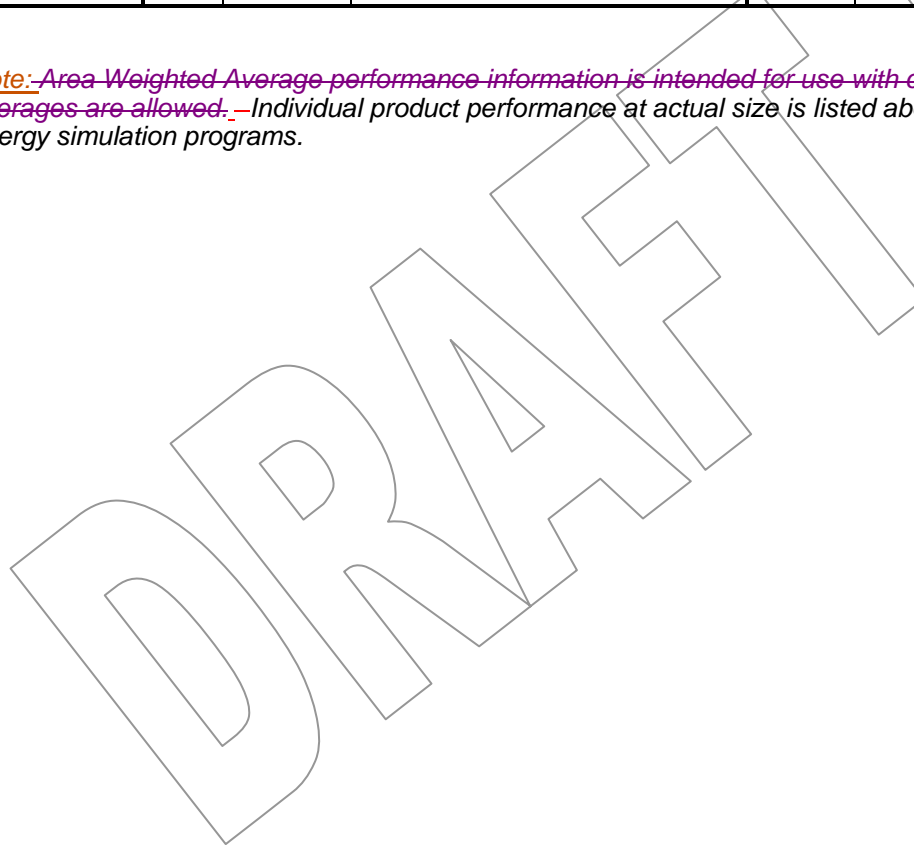 ote: Area Weighted Average performance information is intended for use with
erages are allowed. Individual product performance at actual size is listed ab
ergy simulation programs.
DRAFT